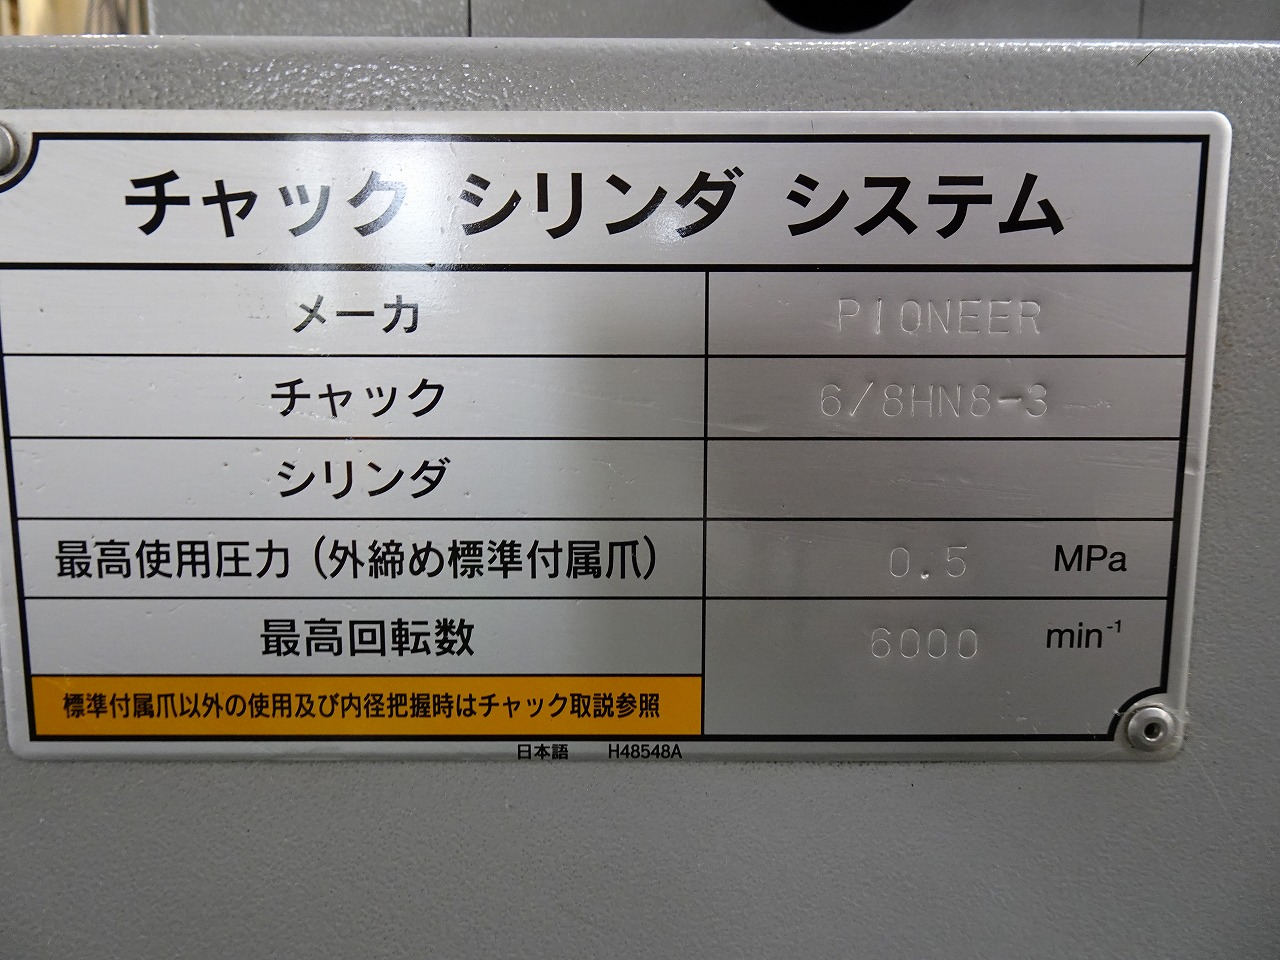 チャック シリンダ システム
メーカ PIONEER
チャック 6/8HN8-3
シリンダ
最高使用圧力（外締め標準付属爪） 0.5 MPa
最高回転数 6000 min⁻¹
標準付属爪以外の使用及び内径把握時はチャック取説参照
日本語 H48548A